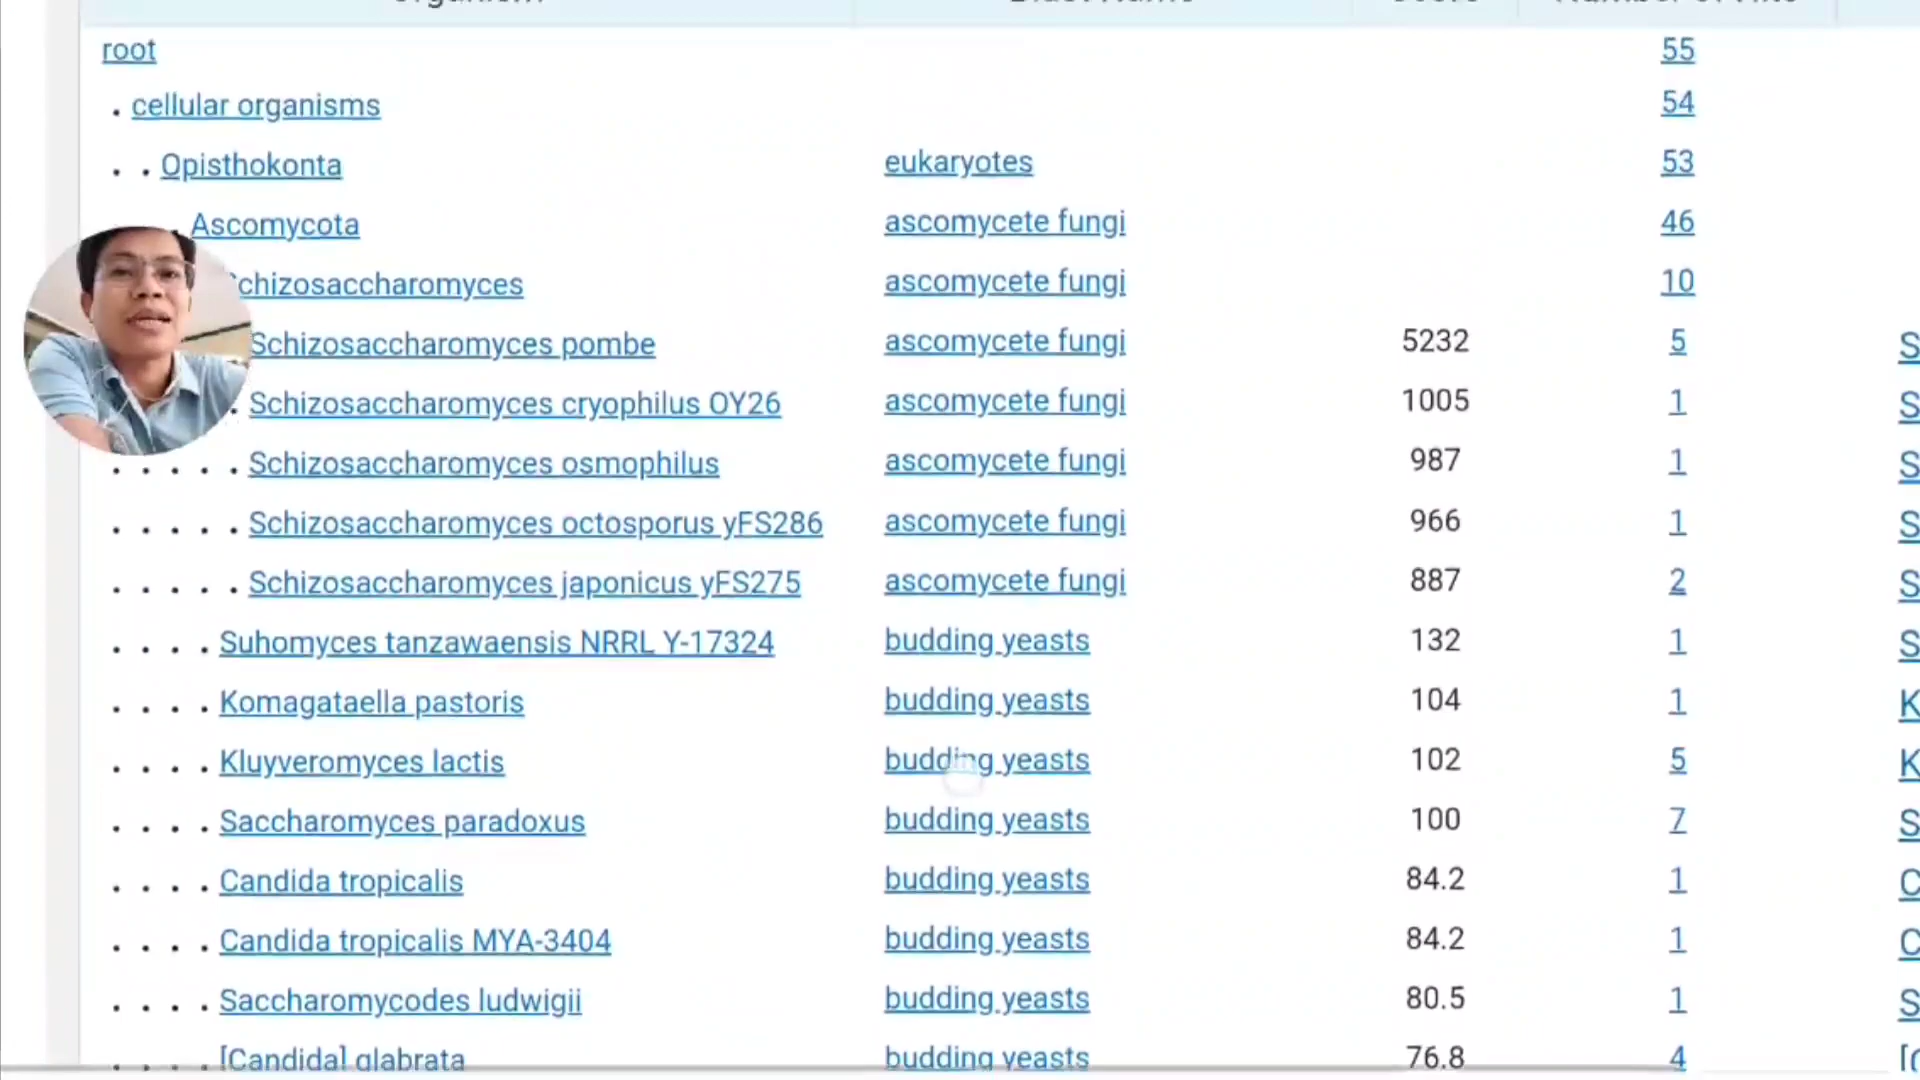 root 55
. cellular organisms 54
. . Opisthokonta eukaryotes 53
Ascomycota ascomycete fungi 46
chizosaccharomyces ascomycete fungi 10
Schizosaccharomyces pombe ascomycete fungi 5232 5 S
. Schizosaccharomyces cryophilus OY26 ascomycete fungi 1005 1 S
. . . . . Schizosaccharomyces osmophilus ascomycete fungi 987 1 S
. . . . . Schizosaccharomyces octosporus yFS286 ascomycete fungi 966 1 S
. . . . . Schizosaccharomyces japonicus yFS275 ascomycete fungi 887 2 S
. . . . Suhomyces tanzawaensis NRRL Y-17324 budding yeasts 132 1 S
. . . . Komagataella pastoris budding yeasts 104 1 K
. . . . Kluyveromyces lactis budding yeasts 102 5 K
. . . . Saccharomyces paradoxus budding yeasts 100 7 S
. . . . Candida tropicalis budding yeasts 84.2 1 C
. . . . Candida tropicalis MYA-3404 budding yeasts 84.2 1 C
. . . . Saccharomycodes ludwigii budding yeasts 80.5 1 S
. . . . [Candida] glabrata budding yeasts 76.8 4 [